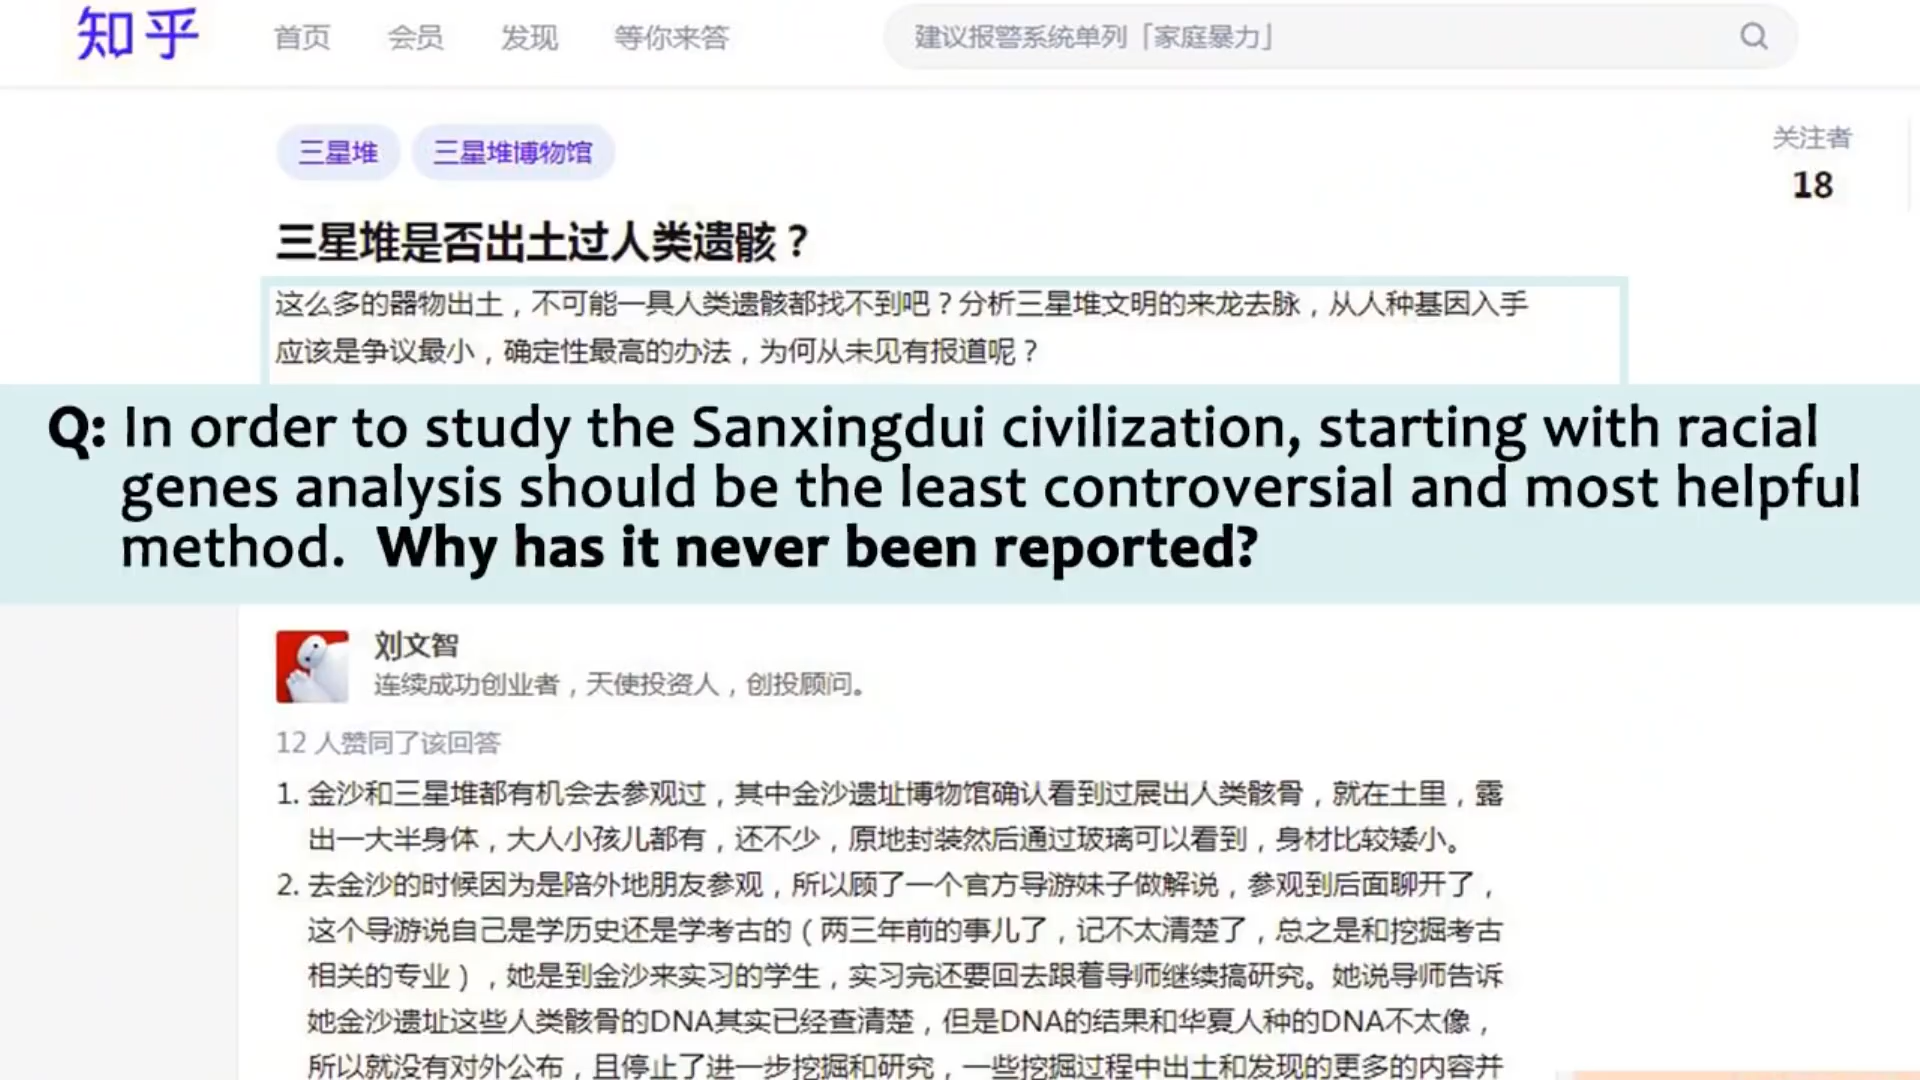 知乎 首页 会员 发现 等你来答 建议报警系统单列「家庭暴力」
三星堆 三星堆博物馆
关注者
18
三星堆是否出土过人类遗骸？
这么多的器物出土，不可能一具人类遗骸都找不到吧？分析三星堆文明的来龙去脉，从人种基因入手
应该是争议最小，确定性最高的办法，为何从未见有报道呢？
Q: In order to study the Sanxingdui civilization, starting with racial
genes analysis should be the least controversial and most helpful
method. Why has it never been reported?
刘文智
连续成功创业者，天使投资人，创投顾问。
12 人赞同了该回答
1. 金沙和三星堆都有机会去参观过，其中金沙遗址博物馆确认看到过展出人类骸骨，就在土里，露
出一大半身体，大人小孩儿都有，还不少，原地封装然后通过玻璃可以看到，身材比较矮小。
2. 去金沙的时候因为是陪外地朋友参观，所以顾了一个官方导游妹子做解说，参观到后面聊开了，
这个导游说自己是学历史还是学考古的（两三年前的事儿了，记不太清楚了，总之是和挖掘考古
相关的专业），她是到金沙来实习的学生，实习完还要回去跟着导师继续搞研究。她说导师告诉
她金沙遗址这些人类骸骨的DNA其实已经查清楚，但是DNA的结果和华夏人种的DNA不太像，
所以就没有对外公布，且停止了进一步挖掘和研究，一些挖掘过程中出土和发现的更多的内容并